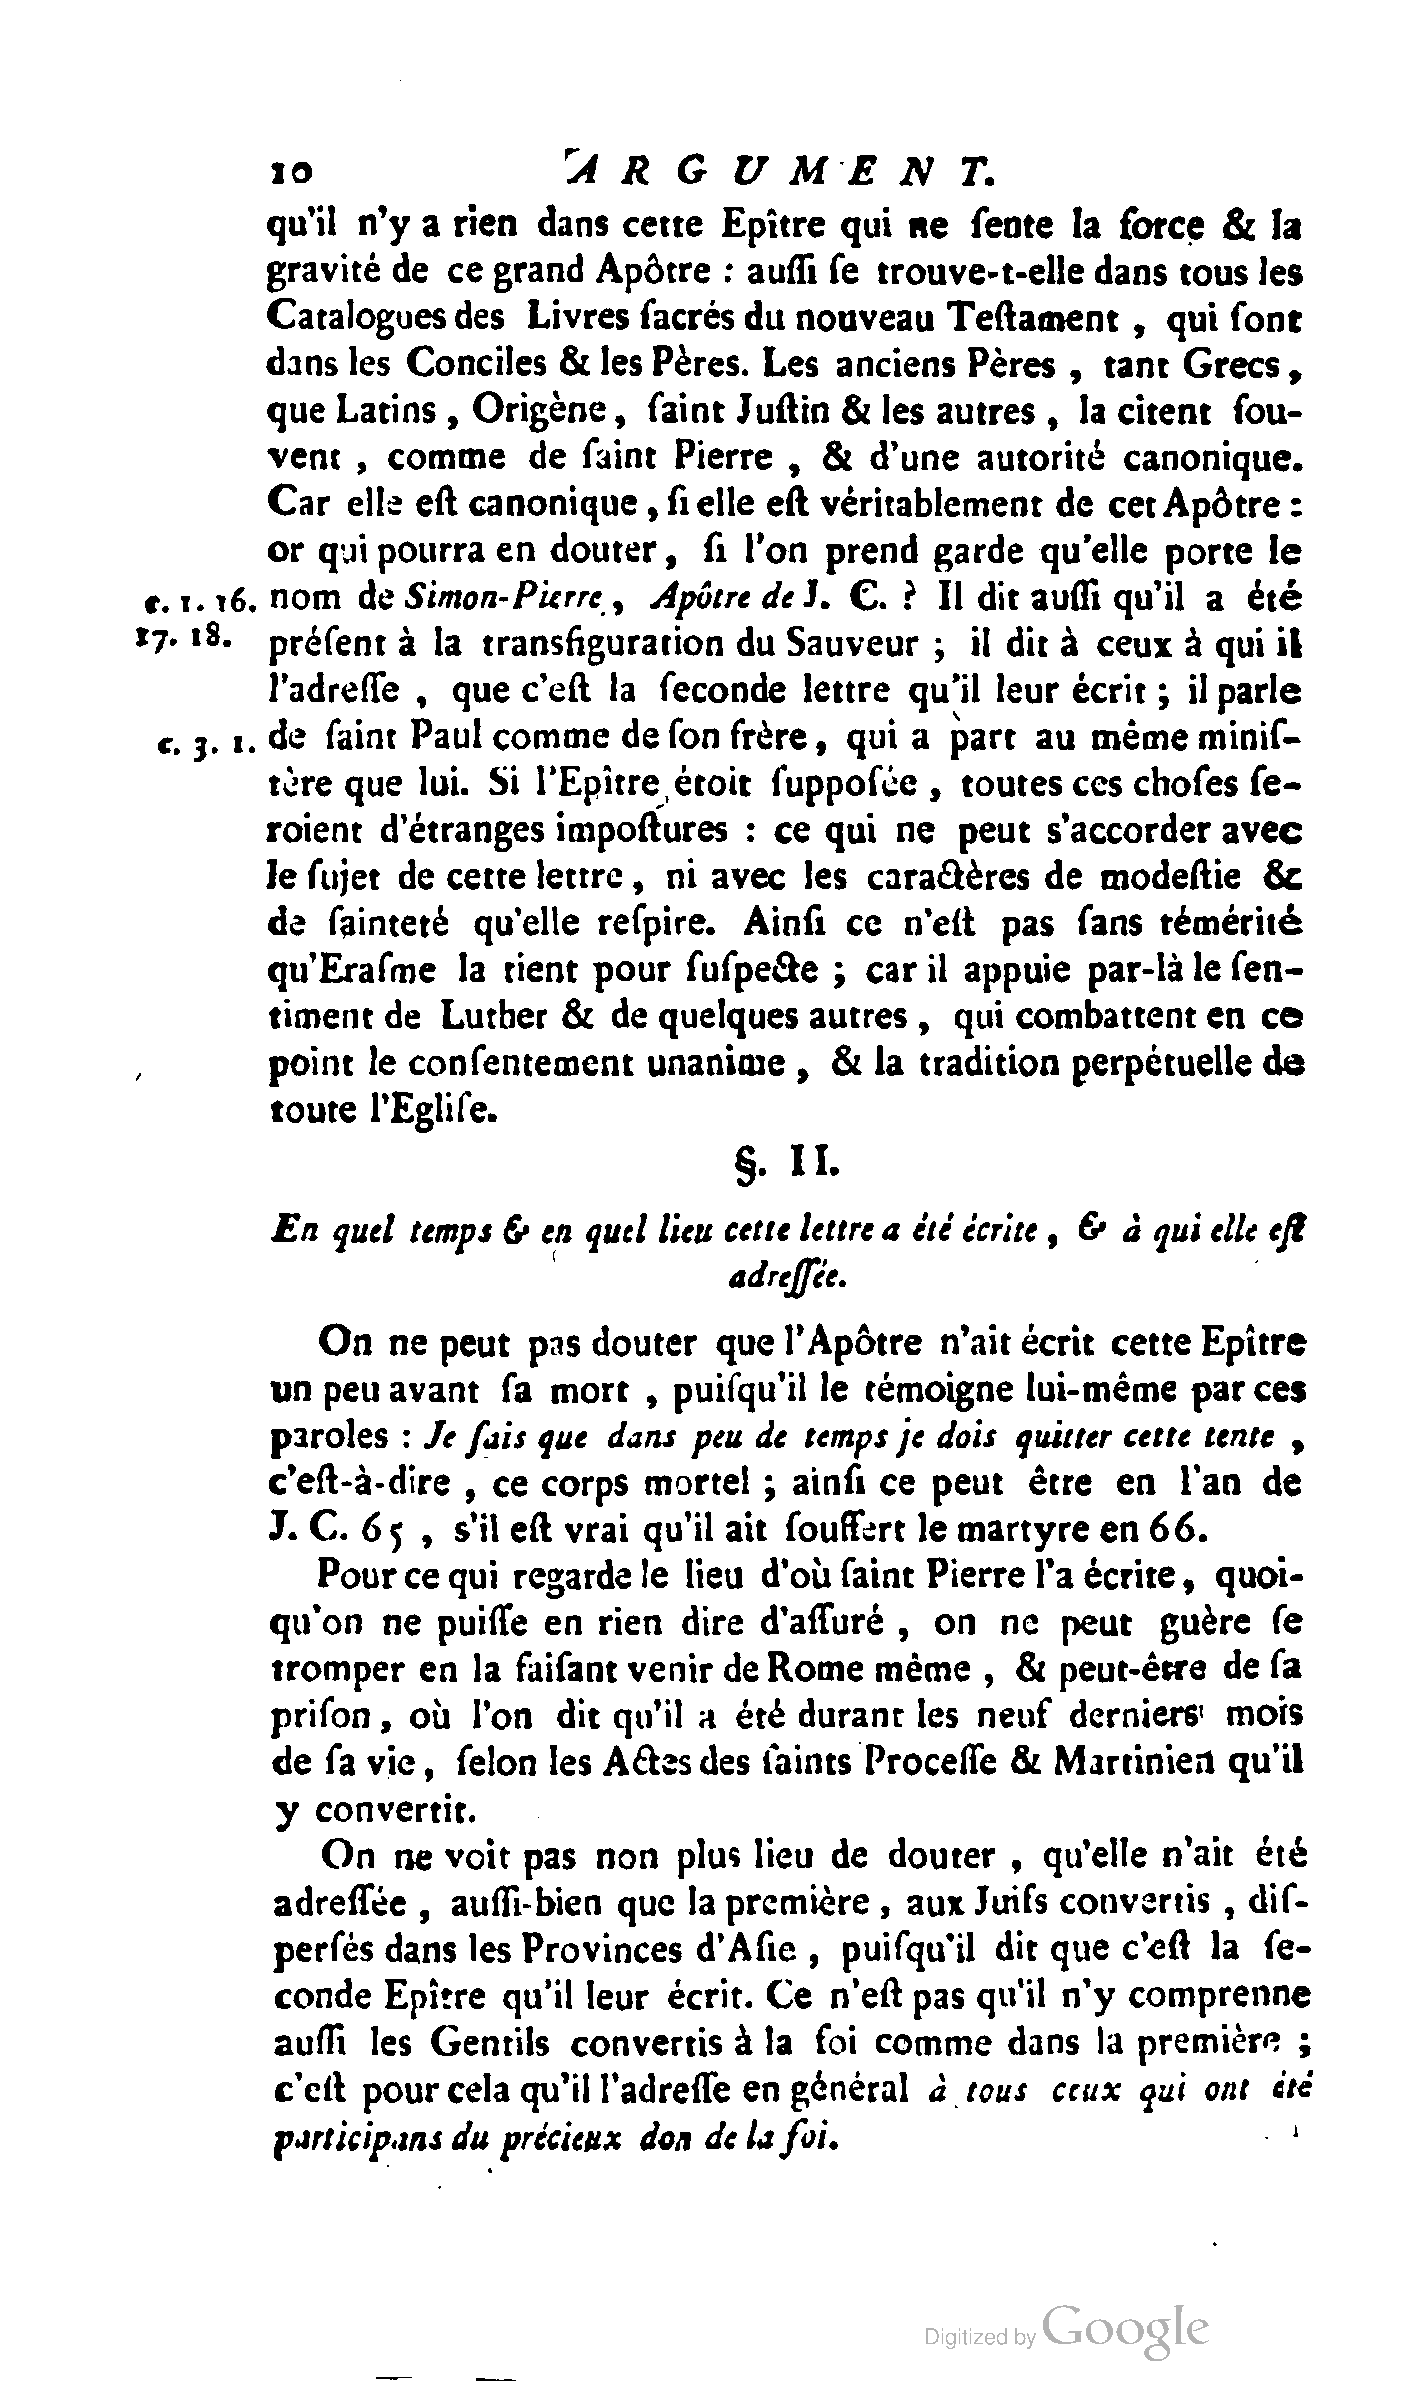 10 ARGUMENT.
qu'il n'y a rien dans cette Epître qui ne ſente la force & la
gravité de ce grand Apôtre : auſſi ſe trouve-t-elle dans tous les
Catalogues des Livres ſacrés du nouveau Teſtament , qui ſont
dans les Conciles & les Pères. Les anciens Pères , tant Grecs ,
que Latins , Origène , ſaint Juſtin & les autres , la citent ſou-
vent , comme de ſaint Pierre , & d'une autorité canonique.
Car elle eſt canonique , ſi elle eſt véritablement de cet Apôtre :
or qui pourra en douter , ſi l'on prend garde qu'elle porte le
c. 1. 16. nom de Simon-Pierre , Apôtre de J. C. ? Il dit auſſi qu'il a été
17. 18. préſent à la transfiguration du Sauveur ; il dit à ceux à qui il
l'adreſſe , que c'eſt la ſeconde lettre qu'il leur écrit ; il parle
c. 3. 1. de ſaint Paul comme de ſon frère , qui a part au même miniſ-
tère que lui. Si l'Epître étoit ſuppoſée , toutes ces choſes ſe-
roient d'étranges impoſtures : ce qui ne peut s'accorder avec
le ſujet de cette lettre , ni avec les caractères de modeſtie &
de ſainteté qu'elle reſpire. Ainſi ce n'eſt pas ſans témérité
qu'Eraſme la tient pour ſuſpecte ; car il appuie par-là le ſen-
timent de Luther & de quelques autres , qui combattent en ce
point le conſentement unanime , & la tradition perpétuelle de
toute l'Egliſe.
§. II.
En quel temps & en quel lieu cette lettre a été écrite , & à qui elle eſt
adreſſée.
On ne peut pas douter que l'Apôtre n'ait écrit cette Epître
un peu avant ſa mort , puiſqu'il le témoigne lui-même par ces
paroles : Je ſais que dans peu de temps je dois quitter cette tente ,
c'eſt-à-dire , ce corps mortel ; ainſi ce peut être en l'an de
J. C. 65 , s'il eſt vrai qu'il ait ſouffert le martyre en 66.
Pour ce qui regarde le lieu d'où ſaint Pierre l'a écrite , quoi-
qu'on ne puiſſe en rien dire d'aſſuré , on ne peut guère ſe
tromper en la faiſant venir de Rome même , & peut-être de ſa
priſon , où l'on dit qu'il a été durant les neuf derniers mois
de ſa vie , ſelon les Actes des ſaints Proceſſe & Martinien qu'il
y convertit.
On ne voit pas non plus lieu de douter , qu'elle n'ait été
adreſſée , auſſi-bien que la première , aux Juifs convertis , diſ-
perſés dans les Provinces d'Aſie , puiſqu'il dit que c'eſt la ſe-
conde Epître qu'il leur écrit. Ce n'eſt pas qu'il n'y comprenne
auſſi les Gentils convertis à la foi comme dans la première ;
c'eſt pour cela qu'il l'adreſſe en général à tous ceux qui ont été
participans du précieux don de la foi.
Digitized by Google